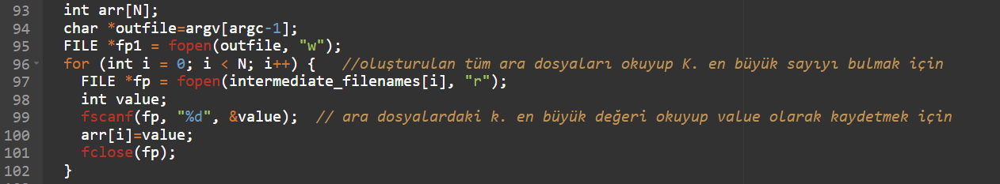 93 int arr[N];
94 char *outfile=argv[argc-1];
95 FILE *fp1 = fopen(outfile, "w");
96 for (int i = 0; i < N; i++) { //oluşturulan tüm ara dosyaları okuyup K. en büyük sayıyı bulmak için
97 FILE *fp = fopen(intermediate_filenames[i], "r");
98 int value;
99 fscanf(fp, "%d", &value); // ara dosyalardaki k. en büyük değeri okuyup value olarak kaydetmek için
100 arr[i]=value;
101 fclose(fp);
102 }